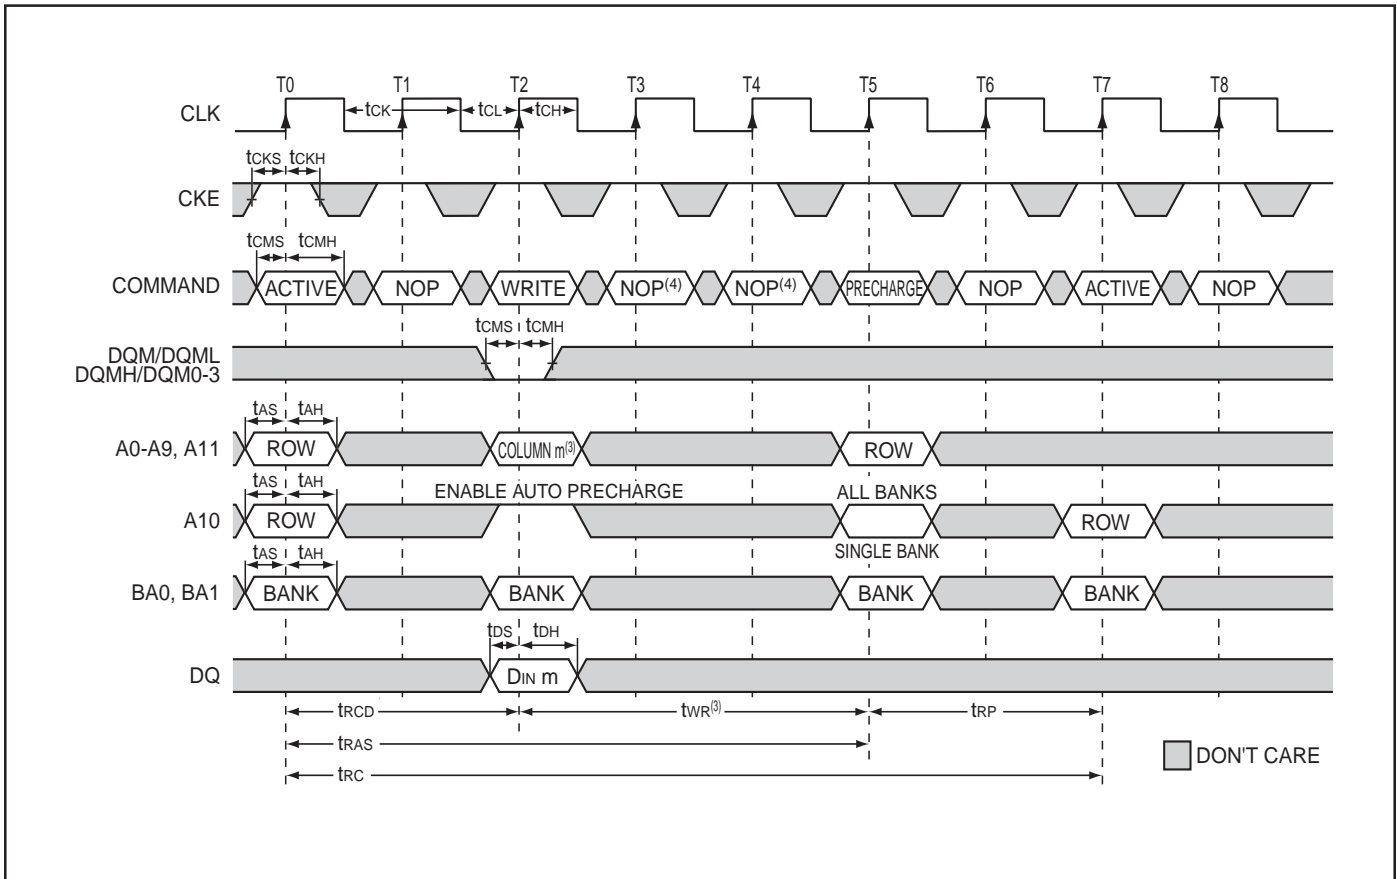 T0 T1 T2 T3 T4 T5 T6 T7 T8
CLK tCK tCL tCH
tCKS tCKH
CKE
tCMS tCMH
COMMAND ACTIVE NOP WRITE NOP(4) NOP(4) PRECHARGE NOP ACTIVE NOP
tCMS tCMH
DQM/DQML
DQMH/DQM0-3
tAS tAH
A0-A9, A11 ROW COLUMN m(3) ROW
tAS tAH ENABLE AUTO PRECHARGE ALL BANKS
A10 ROW ROW
tAS tAH SINGLE BANK
BA0, BA1 BANK BANK BANK BANK
tDS tDH
DQ DIN m
tRCD tWR(3) tRP
tRAS
DON'T CARE
tRC